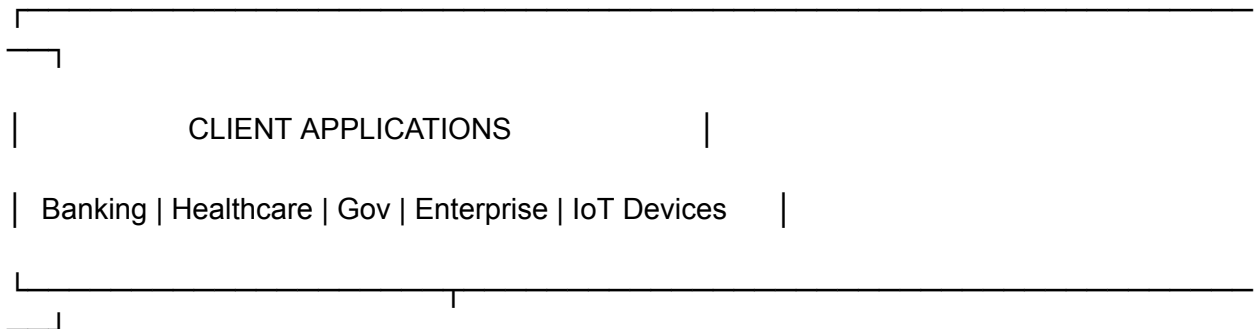 CLIENT APPLICATIONS
Banking | Healthcare | Gov | Enterprise | IoT Devices